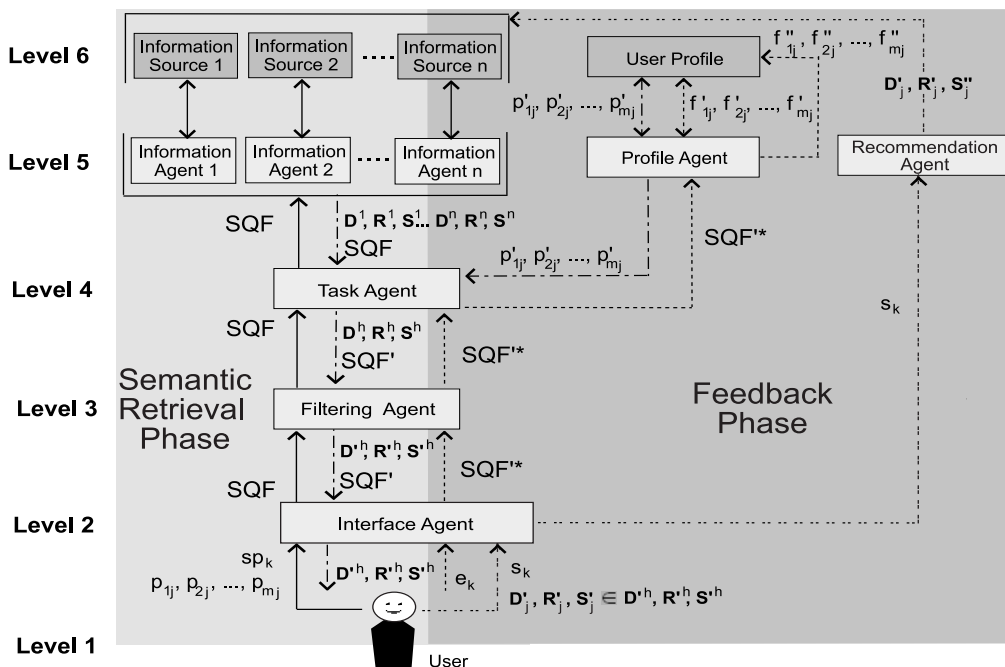 Level 6
Information
Source 1
Information
Source 2
Information
Source n
User Profile
f''1j, f''2j, ..., f''mj
D'j, R'j, S''j
p'1j, p'2j, ..., p'mj
f'1j, f'2j, ..., f'mj
Level 5
Information
Agent 1
Information
Agent 2
Information
Agent n
Profile Agent
Recommendation
Agent
SQF
D¹, R¹, S¹... Dⁿ, Rⁿ, Sⁿ
SQF
SQF'*
p'1j, p'2j, ..., p'mj
Level 4
Task Agent
sk
SQF
Dʰ, Rʰ, Sʰ
SQF'
SQF'*
Semantic
Retrieval
Phase
Feedback
Phase
Level 3
Filtering Agent
SQF
D'ʰ, R'ʰ, S'ʰ
SQF'
SQF'*
Level 2
Interface Agent
spk
p1j, p2j, ..., pmj
D'ʰ, R'ʰ, S'ʰ
ek
sk
D'j, R'j, S'j ∈ D'ʰ, R'ʰ, S'ʰ
Level 1
User